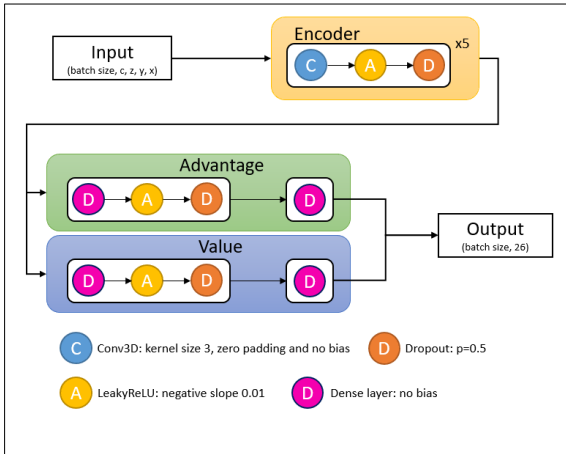 Input
(batch size, c, z, y, x)
Encoder
x5
C
A
D
Advantage
D
A
D
D
Value
D
A
D
D
Output
(batch size, 26)
C Conv3D: kernel size 3, zero padding and no bias
D Dropout: p=0.5
A LeakyReLU: negative slope 0.01
D Dense layer: no bias